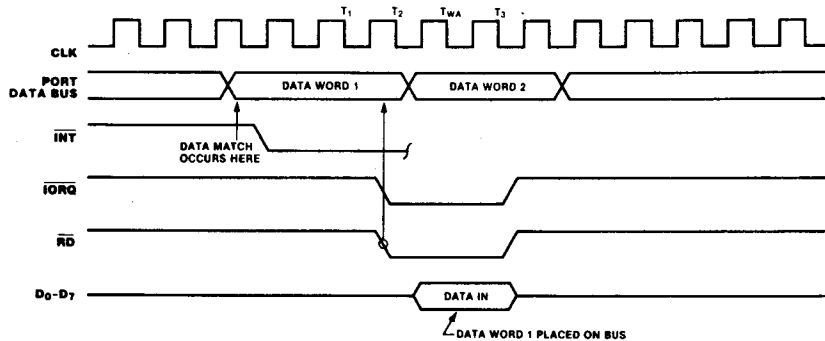 T1 T2 TWA T3
CLK
PORT
DATA BUS
DATA WORD 1 DATA WORD 2
INT
DATA MATCH
OCCURS HERE
IORQ
RD
D0-D7
DATA IN
DATA WORD 1 PLACED ON BUS